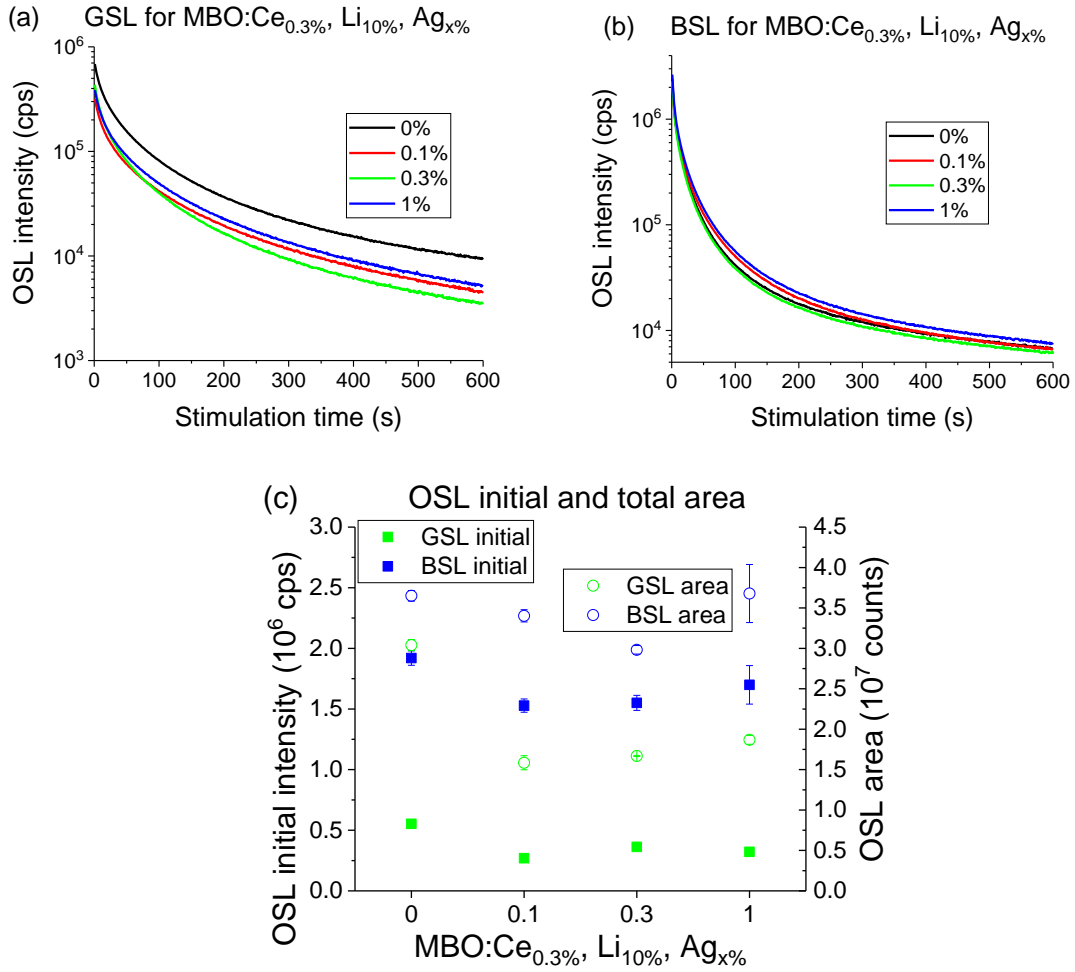 (a) GSL for MBO:Ce0.3%, Li10%, Agx%
OSL intensity (cps)
10^6
10^5
10^4
10^3
0%
0.1%
0.3%
1%
0 100 200 300 400 500 600
Stimulation time (s)
(b) BSL for MBO:Ce0.3%, Li10%, Agx%
OSL intensity (cps)
10^6
10^5
10^4
0%
0.1%
0.3%
1%
0 100 200 300 400 500 600
Stimulation time (s)
(c) OSL initial and total area
OSL initial intensity (10^6 cps)
3.0
2.5
2.0
1.5
1.0
0.5
0.0
GSL initial
BSL initial
GSL area
BSL area
4.5
4.0
3.5
3.0
2.5
2.0
1.5
1.0
0.5
0.0
OSL area (10^7 counts)
0 0.1 0.3 1
MBO:Ce0.3%, Li10%, Agx%